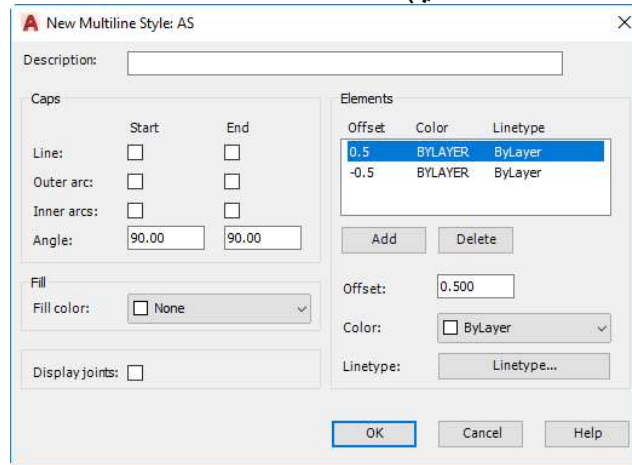 New Multiline Style: AS
Description:
Caps
Start End
Line:
Outer arc:
Inner arcs:
Angle: 90.00 90.00
Fill
Fill color: None
Display joints:
Elements
Offset Color Linetype
0.5 BYLAYER ByLayer
-0.5 BYLAYER ByLayer
Add Delete
Offset: 0.500
Color: ByLayer
Linetype: Linetype...
OK Cancel Help